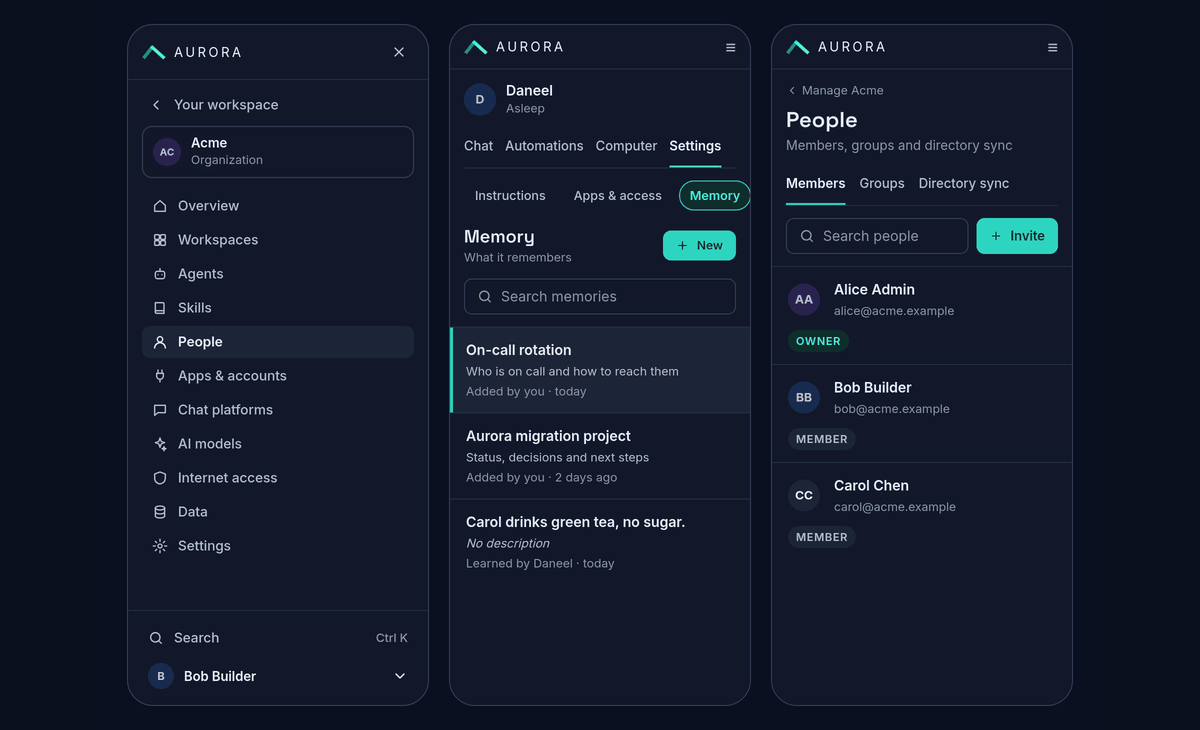 AURORA
Your workspace
AC
Acme
Organization
Overview
Workspaces
Agents
Skills
People
Apps & accounts
Chat platforms
AI models
Internet access
Data
Settings
Search
Ctrl K
B
Bob Builder
AURORA
D
Daneel
Asleep
Chat
Automations
Computer
Settings
Instructions
Apps & access
Memory
Memory
What it remembers
+ New
Search memories
On-call rotation
Who is on call and how to reach them
Added by you · today
Aurora migration project
Status, decisions and next steps
Added by you · 2 days ago
Carol drinks green tea, no sugar.
No description
Learned by Daneel · today
AURORA
Manage Acme
People
Members, groups and directory sync
Members
Groups
Directory sync
Search people
+ Invite
AA
Alice Admin
alice@acme.example
OWNER
BB
Bob Builder
bob@acme.example
MEMBER
CC
Carol Chen
carol@acme.example
MEMBER